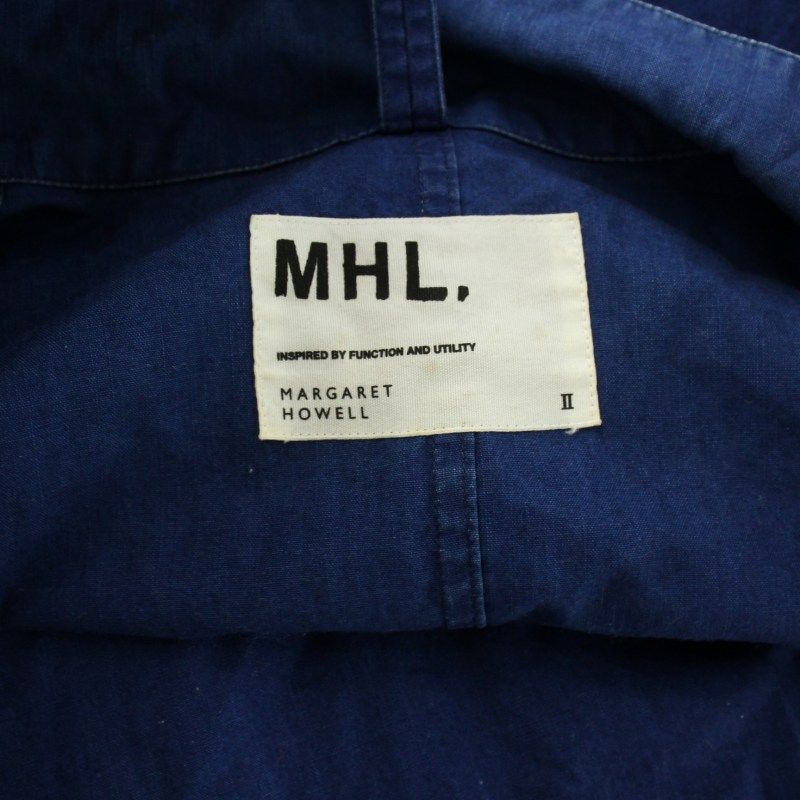 MHL.
INSPIRED BY FUNCTION AND UTILITY
MARGARET
HOWELL
II